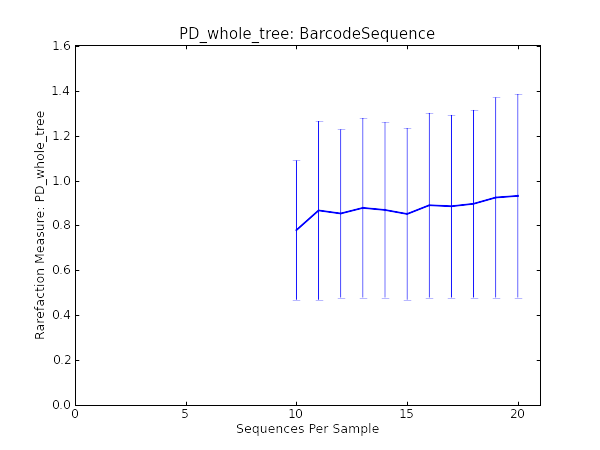 PD_whole_tree: BarcodeSequence
1.6
1.4
1.2
1.0
0.8
0.6
0.4
0.2
0.0
Rarefaction Measure: PD_whole_tree
0 5 10 15 20
Sequences Per Sample